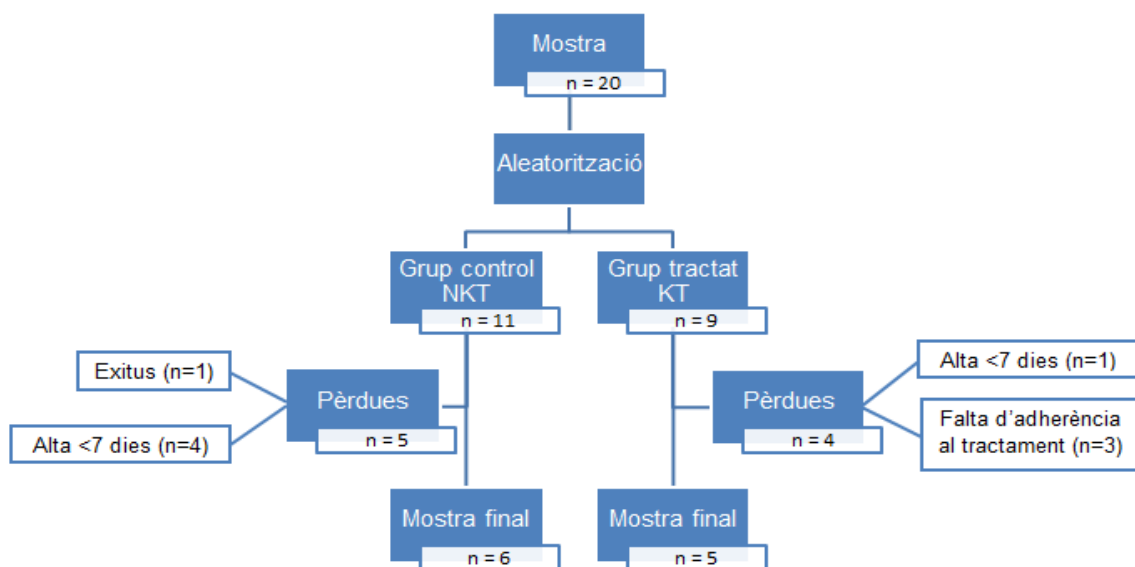 Mostra
n = 20
Aleatorització
Grup control
NKT
n = 11
Grup tractat
KT
n = 9
Exitus (n=1)
Alta <7 dies (n=4)
Pèrdues
n = 5
Pèrdues
n = 4
Alta <7 dies (n=1)
Falta d'adherència
al tractament (n=3)
Mostra final
n = 6
Mostra final
n = 5